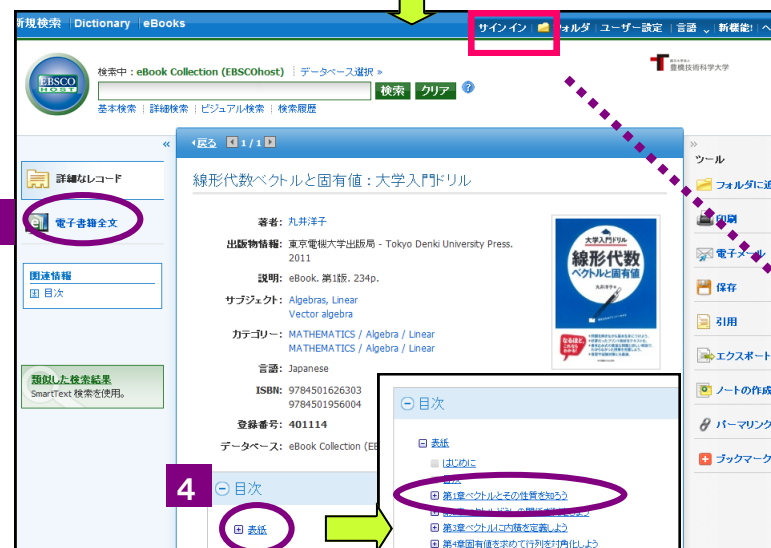 新規検索 Dictionary eBooks
サインイン フォルダ ユーザー設定 言語 新機能!
EBSCO HOST
検索中 : eBook Collection (EBSCOhost) データベース選択 »
検索 クリア ?
基本検索 詳細検索 ビジュアル検索 検索履歴
豊橋技術科学大学
«
戻る 1 / 1
»
ツール
詳細なレコード
電子書籍全文
関連情報
目次
類似した検索結果
SmartText 検索を使用。
線形代数ベクトルと固有値 : 大学入門ドリル
著者: 丸井洋子
出版物情報: 東京電機大学出版局 - Tokyo Denki University Press.
2011
説明: eBook. 第1版. 234p.
サブジェクト: Algebras, Linear
Vector algebra
カテゴリー: MATHEMATICS / Algebra / Linear
MATHEMATICS / Algebra / Linear
言語: Japanese
ISBN: 9784501626303
9784501956004
登録番号: 401114
データベース: eBook Collection (EB
大学入門ドリル
線形代数
ベクトルと固有値
丸井洋子
フォルダに追
印刷
電子メール
保存
引用
エクスポート
ノートの作成
パーマリンク
ブックマーク
4
目次
表紙
目次
表紙
はじめに
目次
第1章ベクトルとその性質を知ろう
第3章ベクトルに内積を定義しよう
第4章固有値を求めて行列を対角化しよう